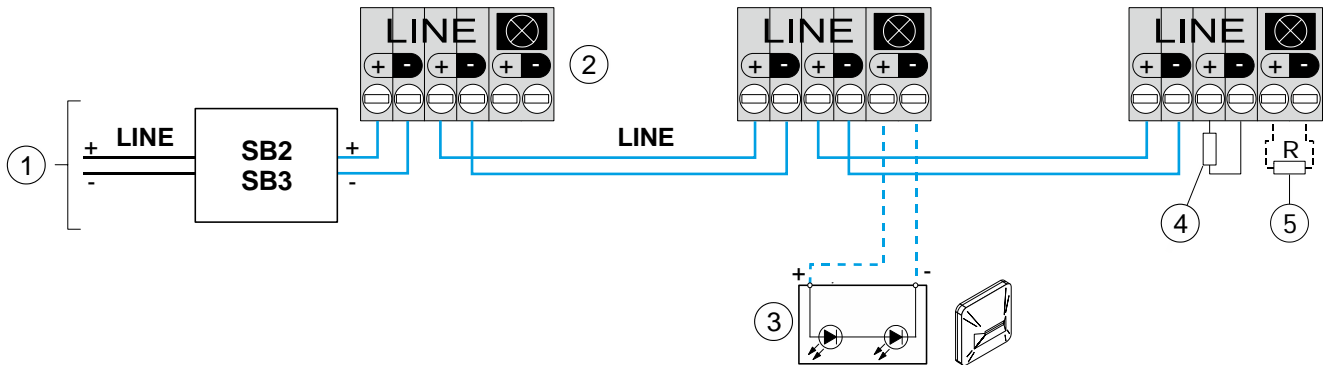 LINE
+ - + - + -
2
LINE
+ - + - + -
LINE
+ - + - + -
1
+ LINE
-
SB2
SB3
+
-
LINE
R
4
5
+ -
3